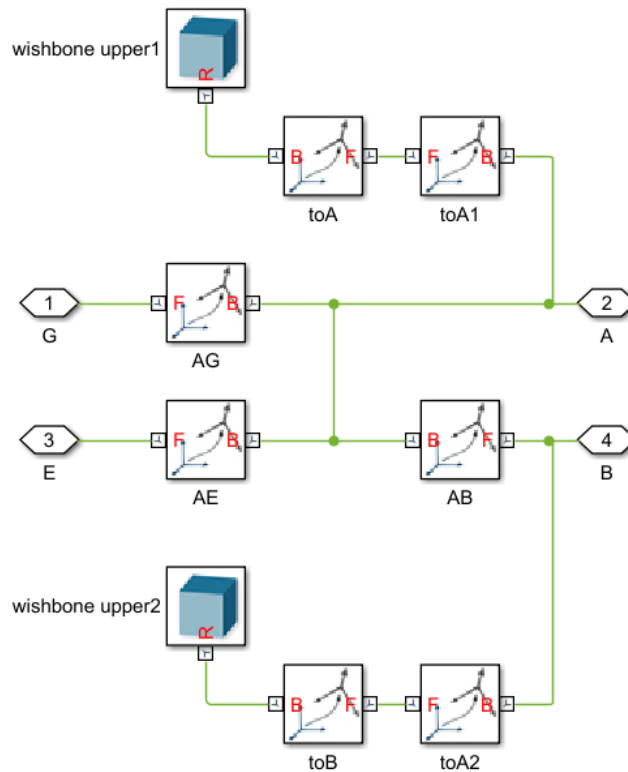 wishbone upper1
R
B F
F B
toA
toA1
1
F B
2
G
AG
A
3
F B
B F
4
E
AE
AB
B
wishbone upper2
R
B F
F B
toB
toA2